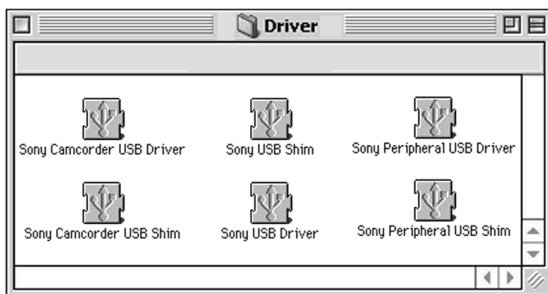 Driver
Sony Camcorder USB Driver Sony USB Shim Sony Peripheral USB Driver
Sony Camcorder USB Shim Sony USB Driver Sony Peripheral USB Shim